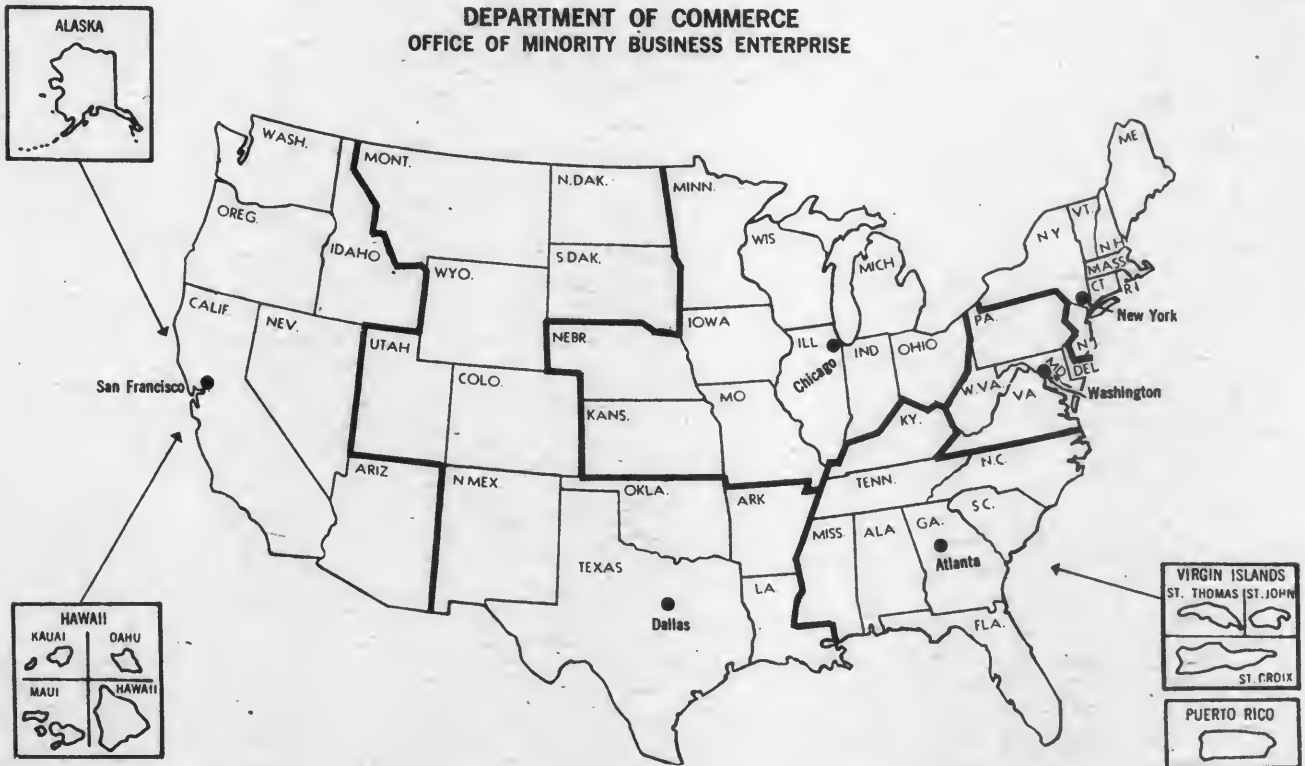 DEPARTMENT OF COMMERCE
OFFICE OF MINORITY BUSINESS ENTERPRISE
ALASKA
WASH.
MONT.
N.DAK.
MINN.
ME
OREG.
IDAHO
WYO.
S.DAK.
WIS
MICH
NY
VT.
NH
MASS
CT
RI
New York
CALIF.
NEV.
UTAH
COLO.
NEBR.
IOWA
ILL
Chicago
IND
OHIO
PA.
N.J.
DEL
MD
Washington
W.VA.
VA
San Francisco
KANS.
MO
KY.
ARIZ
N MEX.
OKLA.
ARK
TENN.
N.C.
S.C.
TEXAS
Dallas
LA
MISS.
ALA
GA.
Atlanta
FLA.
HAWAII
KAUAI
OAHU
MAUI
HAWAII
VIRGIN ISLANDS
ST. THOMAS
ST. JOHN
ST. CROIX
PUERTO RICO